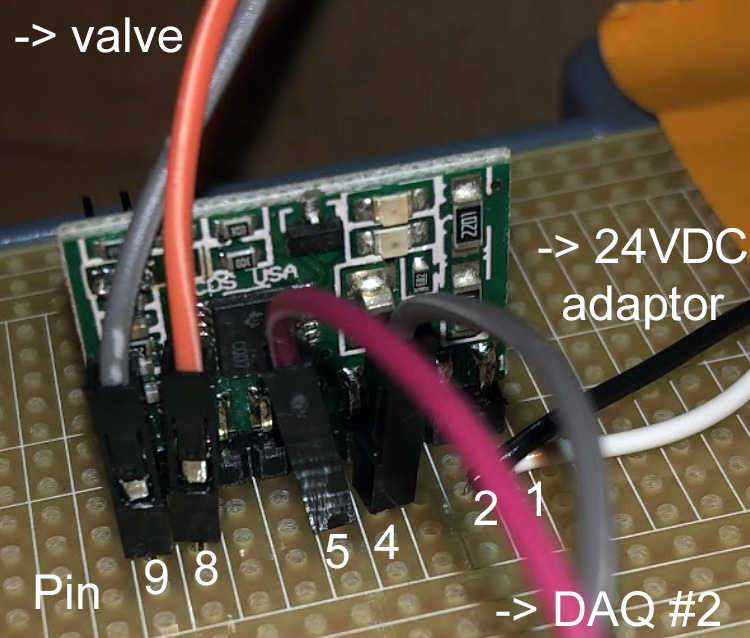 -> valve
-> 24VDC
adaptor
CDS USA
2 1
5 4
9 8
Pin
-> DAQ #2